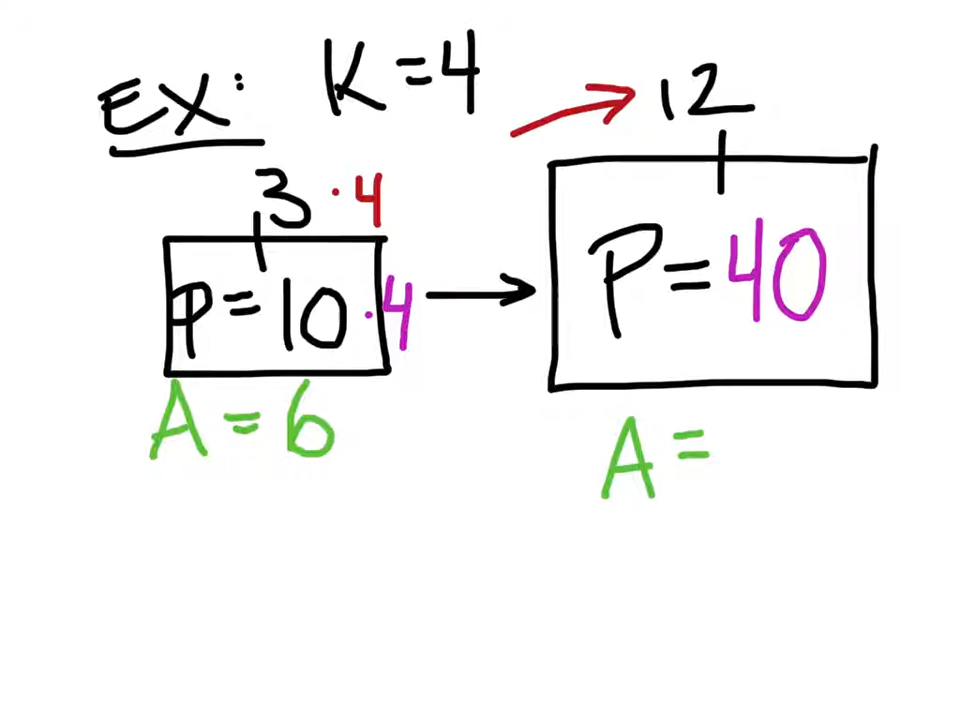 EX: K = 4
3 · 4
12
P = 10 · 4
P = 40
A = 6
A =